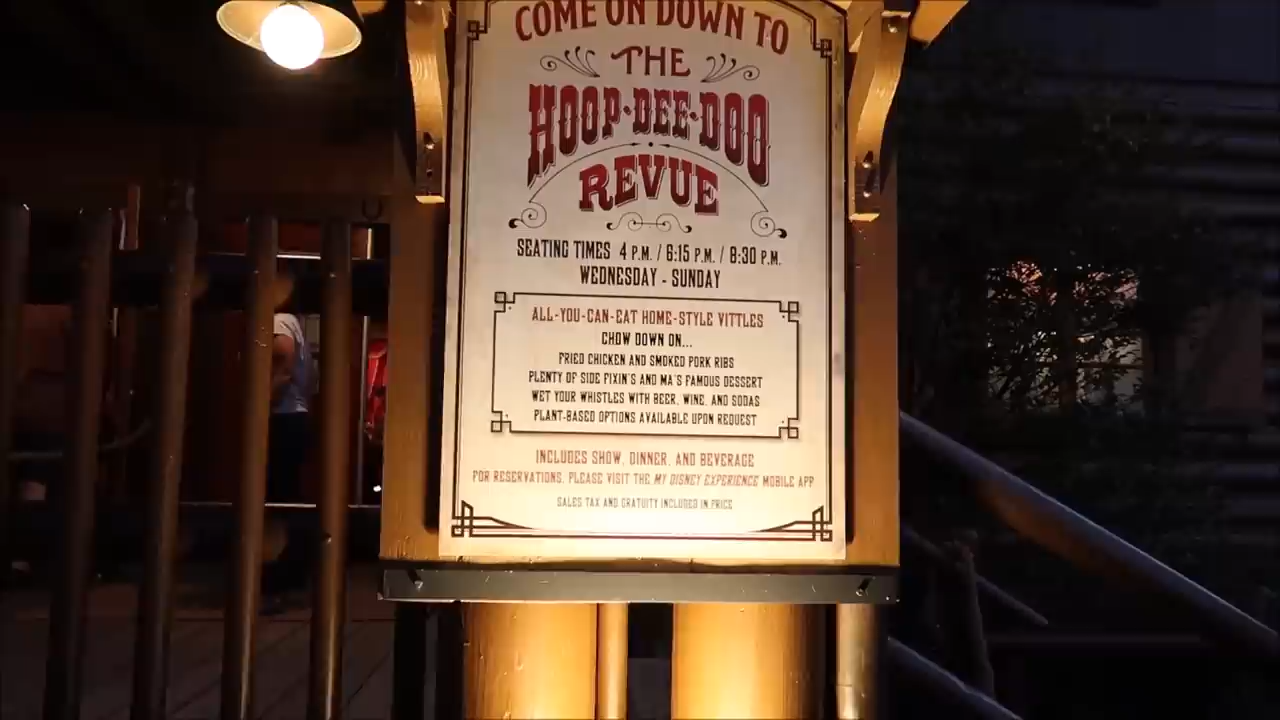 COME ON DOWN TO
THE
HOOP·DEE·DOO
REVUE
SEATING TIMES 4 P.M. / 6:15 P.M. / 8:30 P.M.
WEDNESDAY - SUNDAY
ALL-YOU-CAN-EAT HOME-STYLE VITTLES
CHOW DOWN ON...
FRIED CHICKEN AND SMOKED PORK RIBS
PLENTY OF SIDE FIXIN'S AND MA'S FAMOUS DESSERT
WET YOUR WHISTLES WITH BEER, WINE, AND SODAS
PLANT-BASED OPTIONS AVAILABLE UPON REQUEST
INCLUDES SHOW, DINNER, AND BEVERAGE
FOR RESERVATIONS, PLEASE VISIT THE MY DISNEY EXPERIENCE MOBILE APP
SALES TAX AND GRATUITY INCLUDED IN PRICE